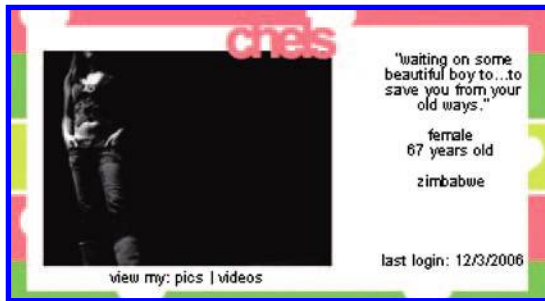 chels
"waiting on some
beautiful boy to...to
save you from your
old ways."
female
67 years old
zimbabwe
last login: 12/3/2006
view my: pics | videos